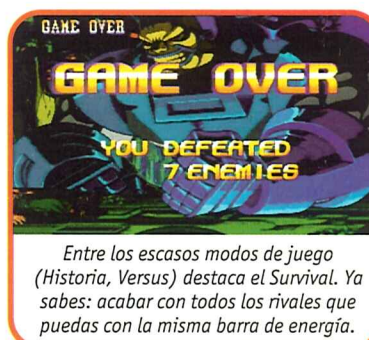 GAME OVER
GAME OVER
YOU DEFEATED
7 ENEMIES
Entre los escasos modos de juego
(Historia, Versus) destaca el Survival. Ya
sabes: acabar con todos los rivales que
puedas con la misma barra de energía.